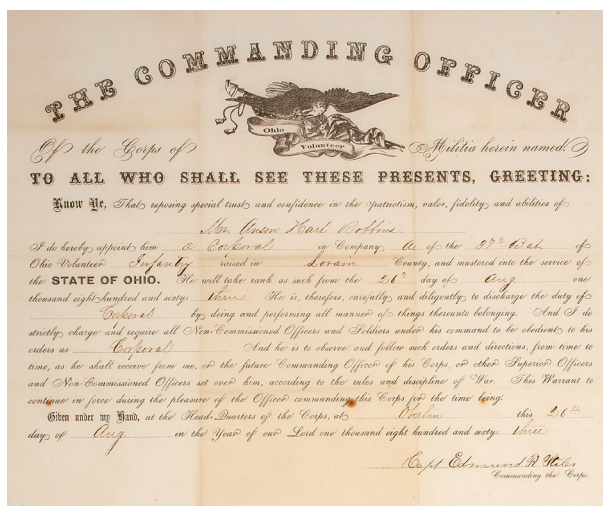 THE COMMANDING OFFICER
Ohio
Volunteer
Of the Corps of Militia herein named.
TO ALL WHO SHALL SEE THESE PRESENTS, GREETING:
Know Ye, That reposing special trust and confidence in the patriotism, valor, fidelity and abilities of
Anson Hart Robbins
I do hereby appoint him a Corporal in Company A. of the 37th Bat of
Ohio Volunteer Infantry raised in Lorain County, and mustered into the service of
the STATE OF OHIO. He will take rank as such from the 26th day of Aug one
thousand eight hundred and sixty-three He is, therefore, carefully and diligently to discharge the duty of
Corporal by doing and performing all manner of things thereunto belonging. And I do
strictly charge and require all Non-Commissioned Officers and Soldiers under his command to be obedient to his
orders as Corporal And he is to observe and follow such orders and directions, from time to
time, as he shall receive from me, or the future Commanding Officer of his Corps, or other Superior Officers
and Non-Commissioned Officers set over him, according to the rules and discipline of War. This Warrant to
continue in force during the pleasure of the Officer commanding this Corps for the time being.
Given under my Hand, at the Head-Quarters of the Corps, at Oberlin this 26th
day of Aug in the Year of our Lord one thousand eight hundred and sixty-three
Capt Edmund R Stiles
Commanding the Corps.